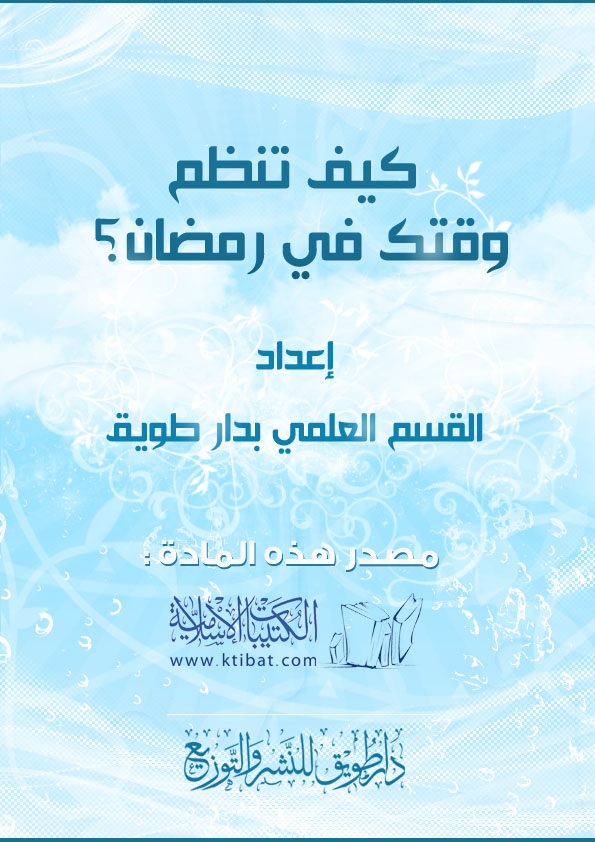 كيف تنظم
وقتك في رمضان؟
إعداد
القسم العلمي بدار طويق
مصدر هذه المادة :
الكتيبات الإسلامية
www.ktibat.com
دار طويق للنشر والتوزيع